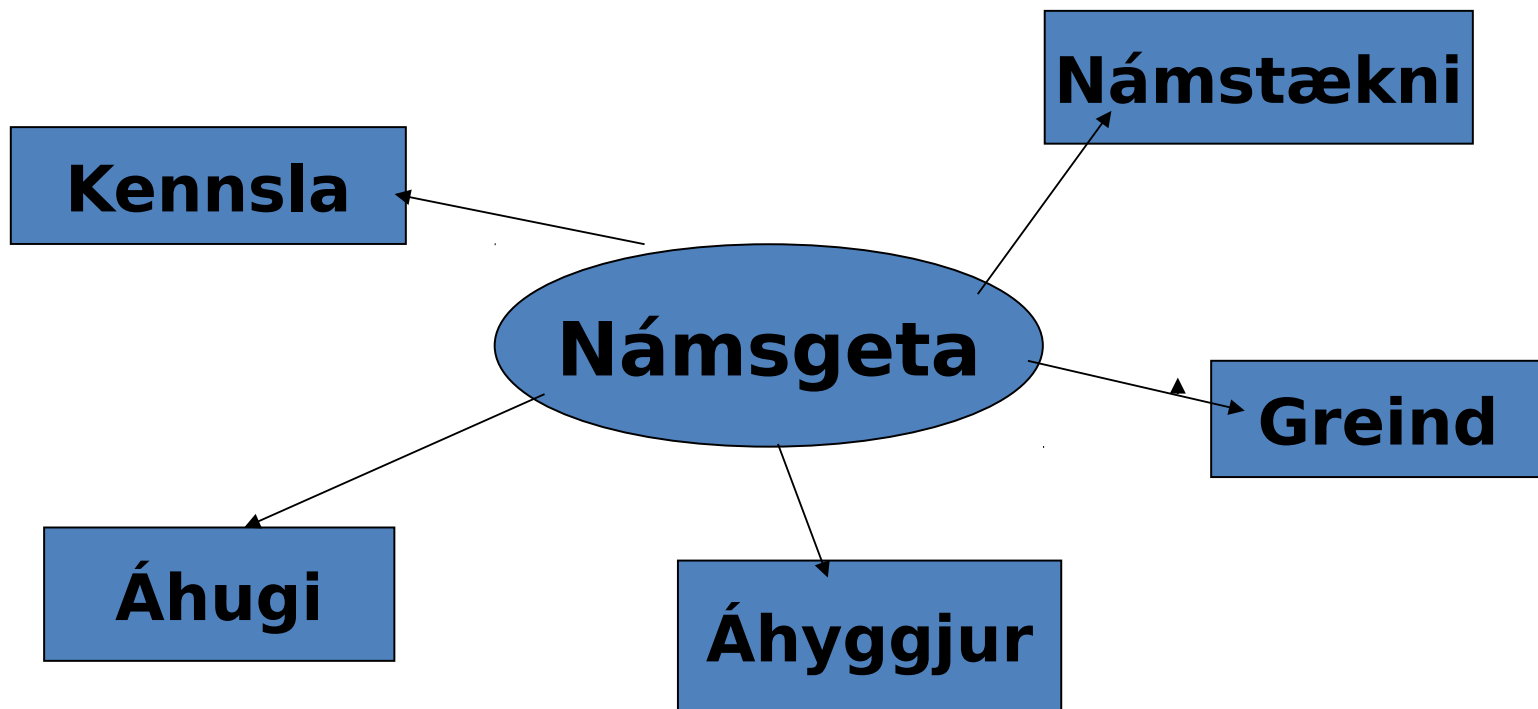 Námstækni
Kennsla
Námsgeta
Greind
Áhugi
Áhyggjur